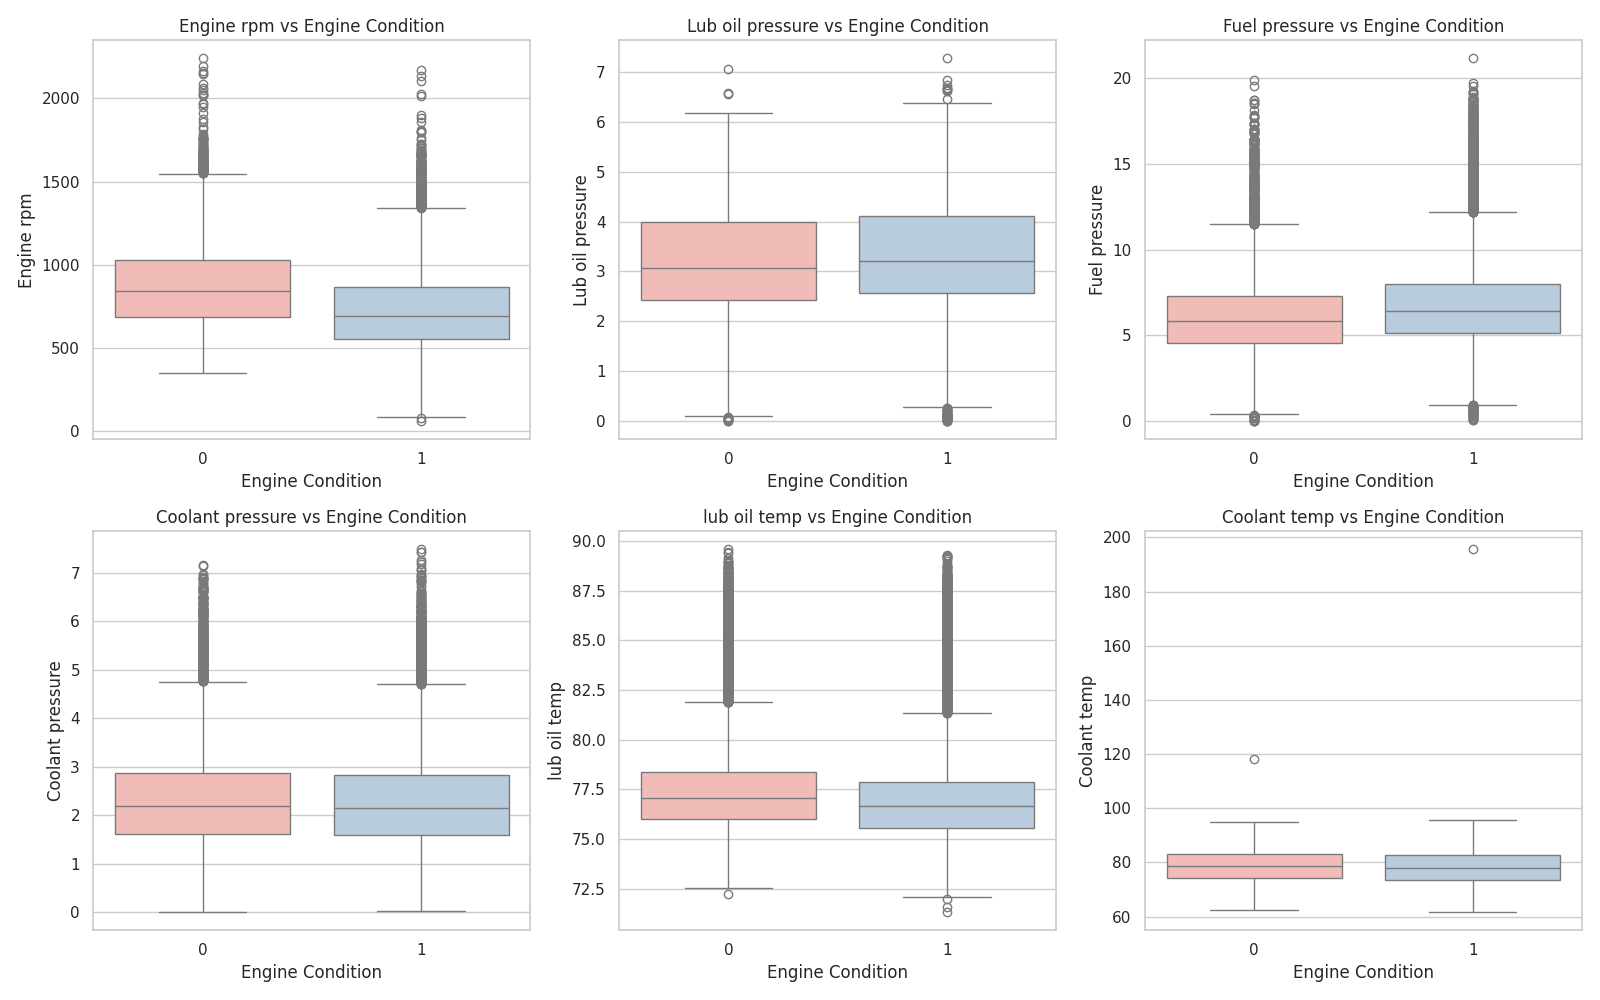 Engine rpm vs Engine Condition
Engine rpm
2000
1500
1000
500
0
0 1
Engine Condition
Lub oil pressure vs Engine Condition
Lub oil pressure
7
6
5
4
3
2
1
0
0 1
Engine Condition
Fuel pressure vs Engine Condition
Fuel pressure
20
15
10
5
0
0 1
Engine Condition
Coolant pressure vs Engine Condition
Coolant pressure
7
6
5
4
3
2
1
0
0 1
Engine Condition
lub oil temp vs Engine Condition
lub oil temp
90.0
87.5
85.0
82.5
80.0
77.5
75.0
72.5
0 1
Engine Condition
Coolant temp vs Engine Condition
Coolant temp
200
180
160
140
120
100
80
60
0 1
Engine Condition